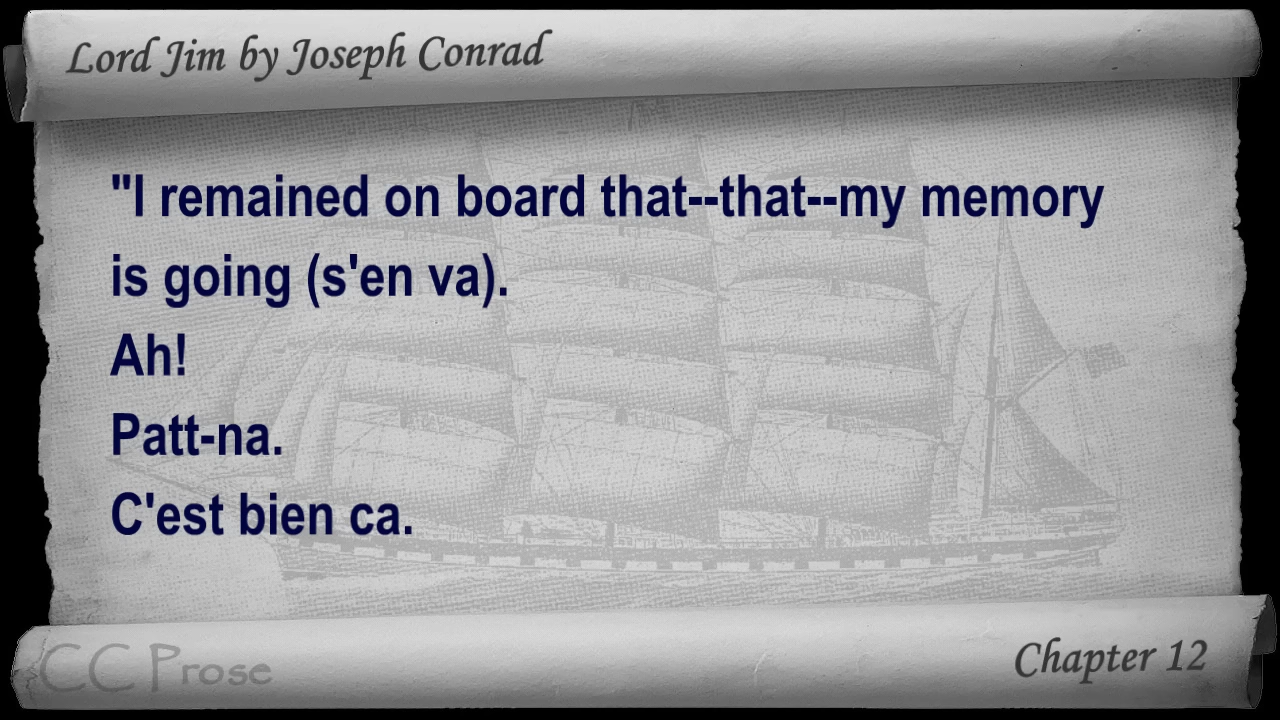 Lord Jim by Joseph Conrad
"I remained on board that--that--my memory
is going (s'en va).
Ah!
Patt-na.
C'est bien ca.
CC Prose
Chapter 12